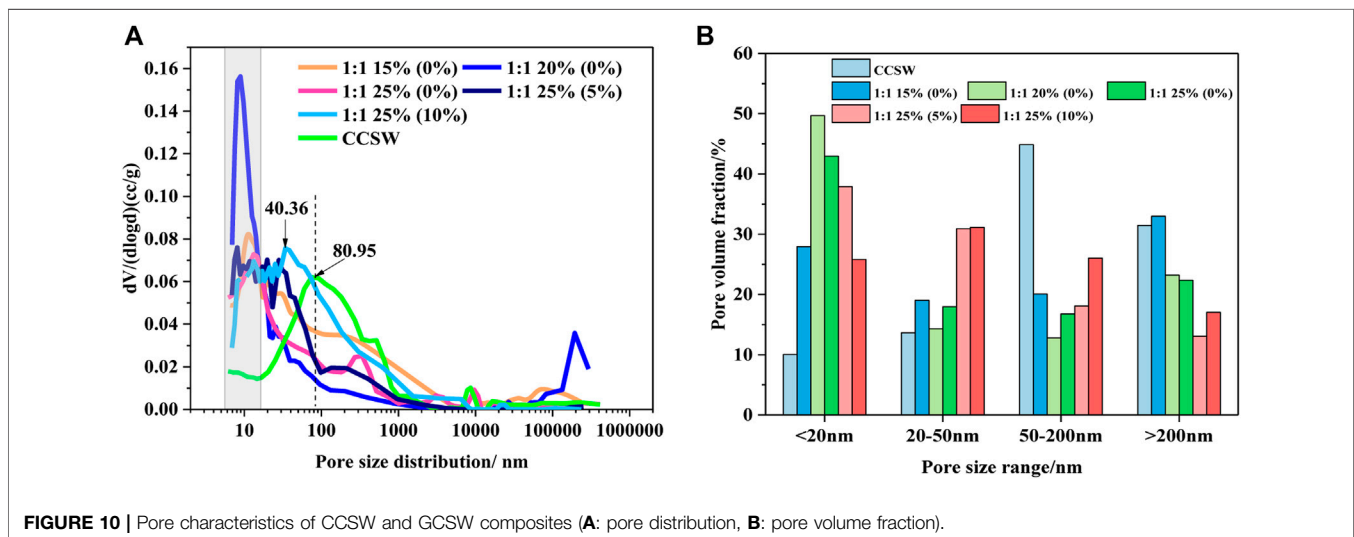 A
0.16
0.14
0.12
0.10
0.08
0.06
0.04
0.02
0.00
dV/(dlogd)(cc/g)
1:1 15% (0%)
1:1 20% (0%)
1:1 25% (0%)
1:1 25% (5%)
1:1 25% (10%)
CCSW
40.36
80.95
10 100 1000 10000 100000 1000000
Pore size distribution/ nm
B
60
50
40
30
20
10
0
Pore volume fraction/%
CCSW
1:1 15% (0%) 1:1 20% (0%) 1:1 25% (0%)
1:1 25% (5%) 1:1 25% (10%)
<20nm 20-50nm 50-200nm >200nm
Pore size range/nm
FIGURE 10 | Pore characteristics of CCSW and GCSW composites (A: pore distribution, B: pore volume fraction).